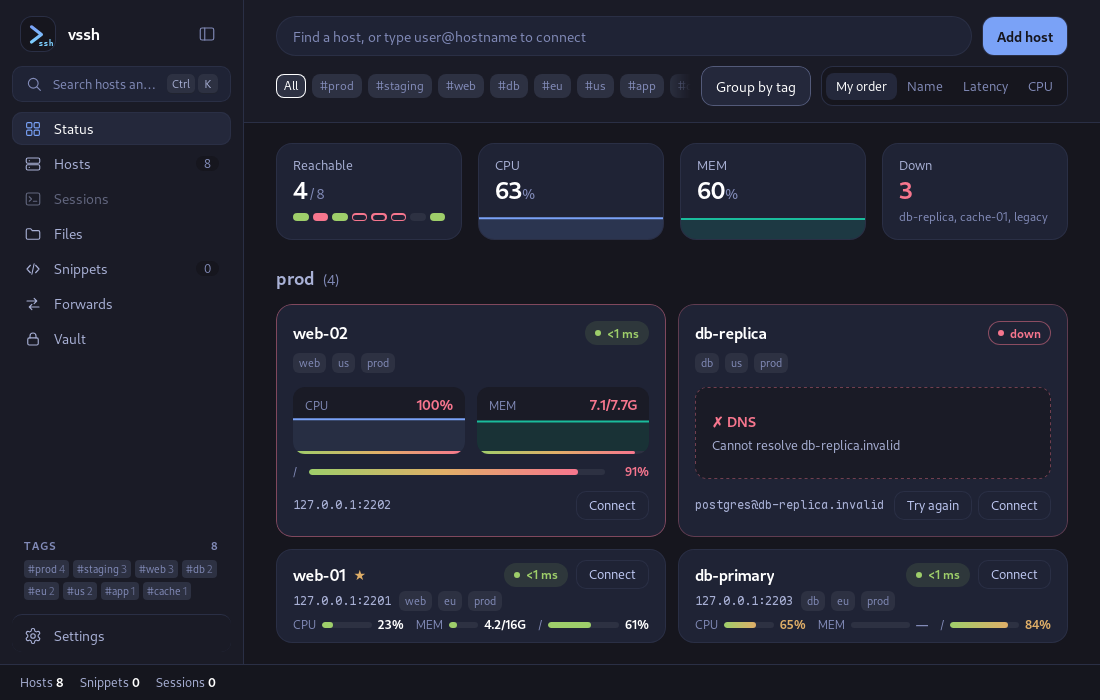 ssh
vssh
Search hosts an… Ctrl K
Status
Hosts 8
Sessions
Files
Snippets 0
Forwards
Vault
TAGS 8
#prod 4 #staging 3 #web 3 #db 2
#eu 2 #us 2 #app 1 #cache 1
Settings
Find a host, or type user@hostname to connect
Add host
All #prod #staging #web #db #eu #us #app
Group by tag
My order Name Latency CPU
Reachable
4 / 8
CPU
63%
MEM
60%
Down
3
db-replica, cache-01, legacy
prod (4)
web-02 <1 ms
web us prod
CPU 100%
MEM 7.1/7.7G
/ 91%
127.0.0.1:2202 Connect
db-replica down
db us prod
✗ DNS
Cannot resolve db-replica.invalid
postgres@db-replica.invalid Try again Connect
web-01 ★ <1 ms Connect
127.0.0.1:2201 web eu prod
CPU 23% MEM 4.2/16G / 61%
db-primary <1 ms Connect
127.0.0.1:2203 db eu prod
CPU 65% MEM — / 84%
Hosts 8 Snippets 0 Sessions 0